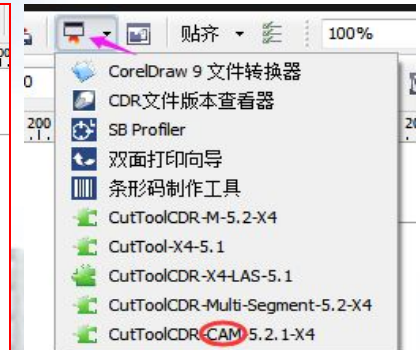 贴齐 100%
0
200 20
CorelDraw 9 文件转换器
CDR文件版本查看器
SB Profiler
双面打印向导
条形码制作工具
CutToolCDR-M-5.2-X4
CutTool-X4-5.1
CutToolCDR-X4-LAS-5.1
CutToolCDR-Multi-Segment-5.2-X4
CutToolCDR-CAM-5.2.1-X4